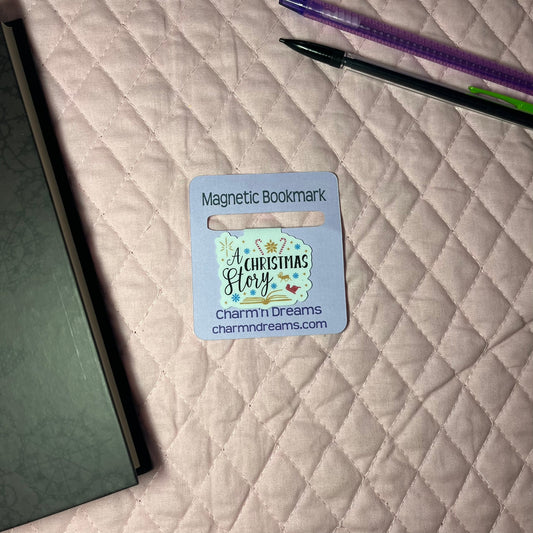 Magnetic Bookmark
A CHRISTMAS
Story
Charm'n Dreams
charmndreams.com